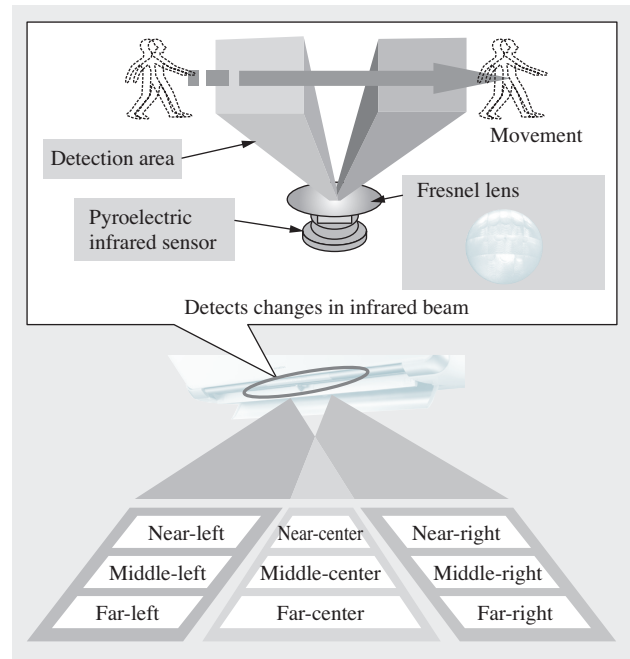 Movement
Detection area
Fresnel lens
Pyroelectric
infrared sensor
Detects changes in infrared beam
Near-left
Near-center
Near-right
Middle-left
Middle-center
Middle-right
Far-left
Far-center
Far-right